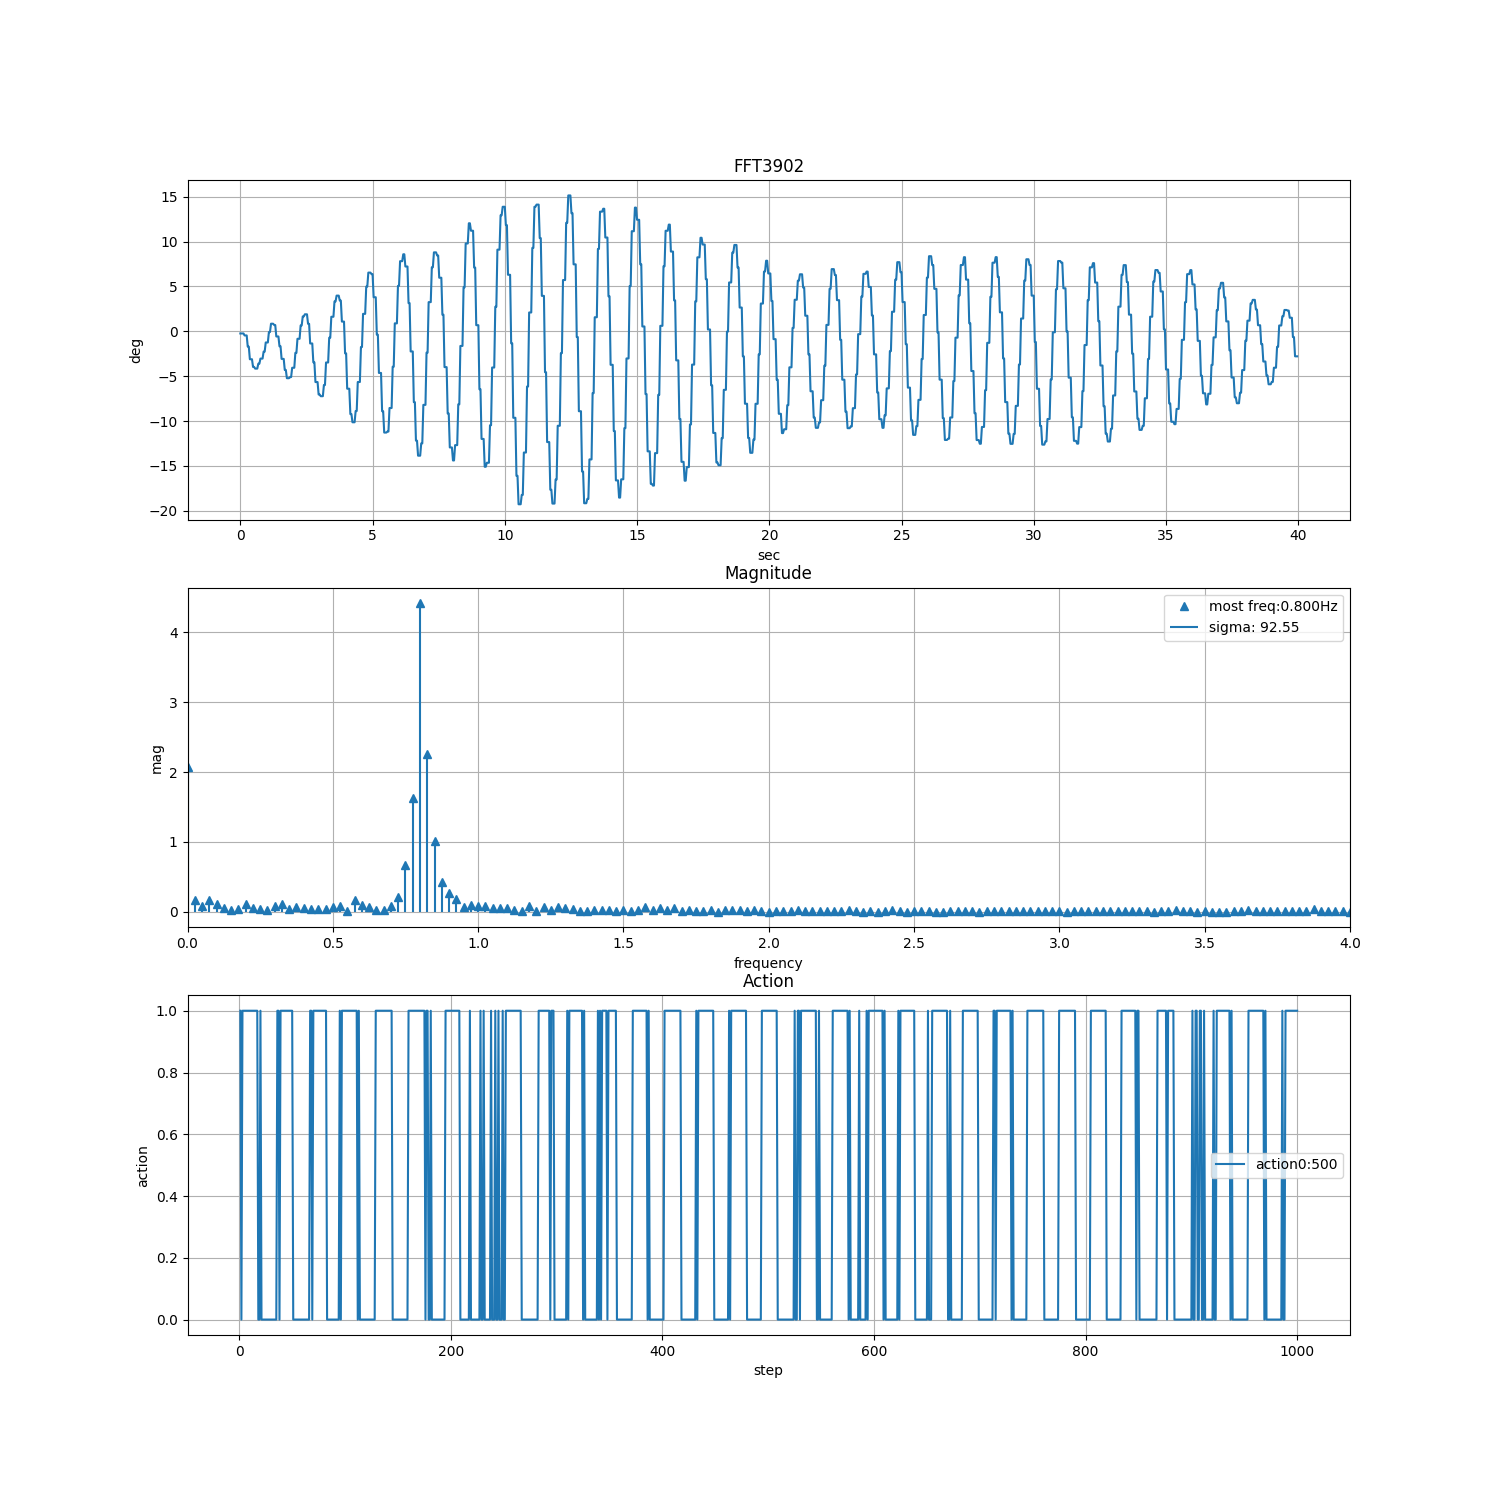 FFT3902
15
10
5
0
−5
−10
−15
−20
deg
0 5 10 15 20 25 30 35 40
sec
Magnitude
most freq:0.800Hz
sigma: 92.55
4
3
2
1
0
mag
0.0 0.5 1.0 1.5 2.0 2.5 3.0 3.5 4.0
frequency
Action
1.0
0.8
0.6
0.4
0.2
0.0
action
action0:500
0 200 400 600 800 1000
step